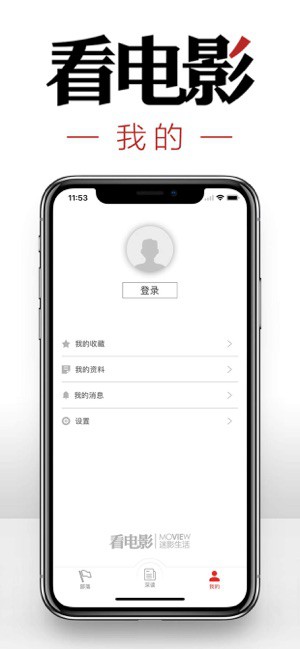 看电影
我的
11:53
登录
我的收藏
我的资料
我的消息
设置
看电影 MOVIEW
迷影生活
部落
深读
我的